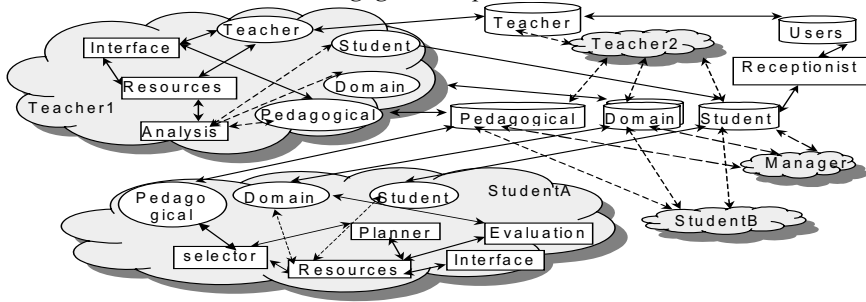 Teacher
Teacher
Users
Interface
Student
Teacher2
Receptionist
Resources
Domain
Teacher1
Pedagogical
Analysis
Pedagogical
Domain
Student
Manager
Pedago
gical
Domain
Student
StudentA
StudentB
Planner
Evaluation
selector
Resources
Interface